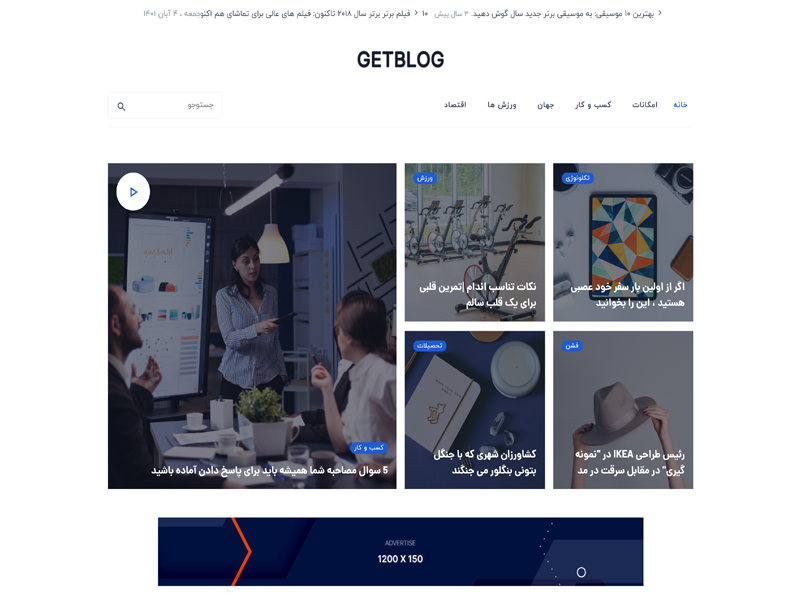 بهترین ۱۰ موسیقی: به موسیقی برتر جدید سال گوش دهید. ۳ سال پیش
۱۰ فیلم برتر برتر سال ۲۰۱۸ تاکنون: فیلم های عالی برای تماشای هم اکنو
جمعه ، ۴ آبان ۱۴۰۱
GETBLOG
خانه
امکانات
کسب و کار
جهان
ورزش ها
اقتصاد
جستوجو
تکلونوژی
اگر از اولین بار سفر خود عصبی
هستید ، این را بخوانید
ورزش
نکات تناسب اندام |تمرین قلبی
برای یک قلب سالم
کسب و کار
5 سوال مصاحبه شما همیشه باید برای پاسخ دادن آماده باشید
فشن
رئیس طراحی IKEA در "نمونه
گیری" در مقابل سرقت در مد
تحصیلات
کشاورزان شهری که با جنگل
بتونی بنگلور می جنگند
ADVERTISE
1200 X 150